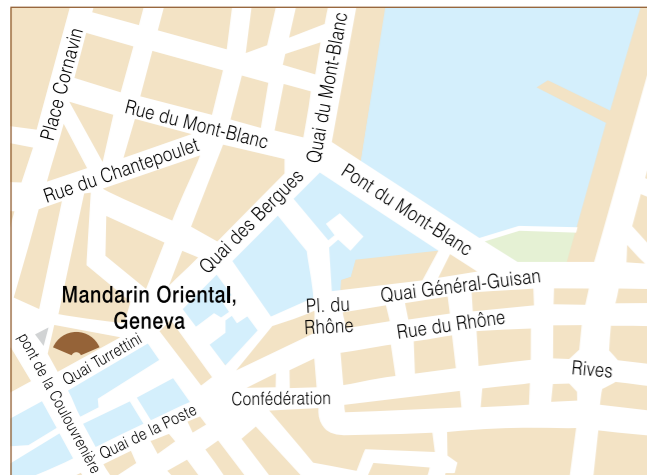 Place Cornavin
Rue du Mont-Blanc
Quai du Mont-Blanc
Rue du Chantepoulet
Pont du Mont-Blanc
Quai des Bergues
Mandarin Oriental,
Geneva
Pl. du
Rhône
Quai Général-Guisan
Rue du Rhône
Quai Turrettini
pont de la Coulouvrenière
Rives
Confédération
Quai de la Poste